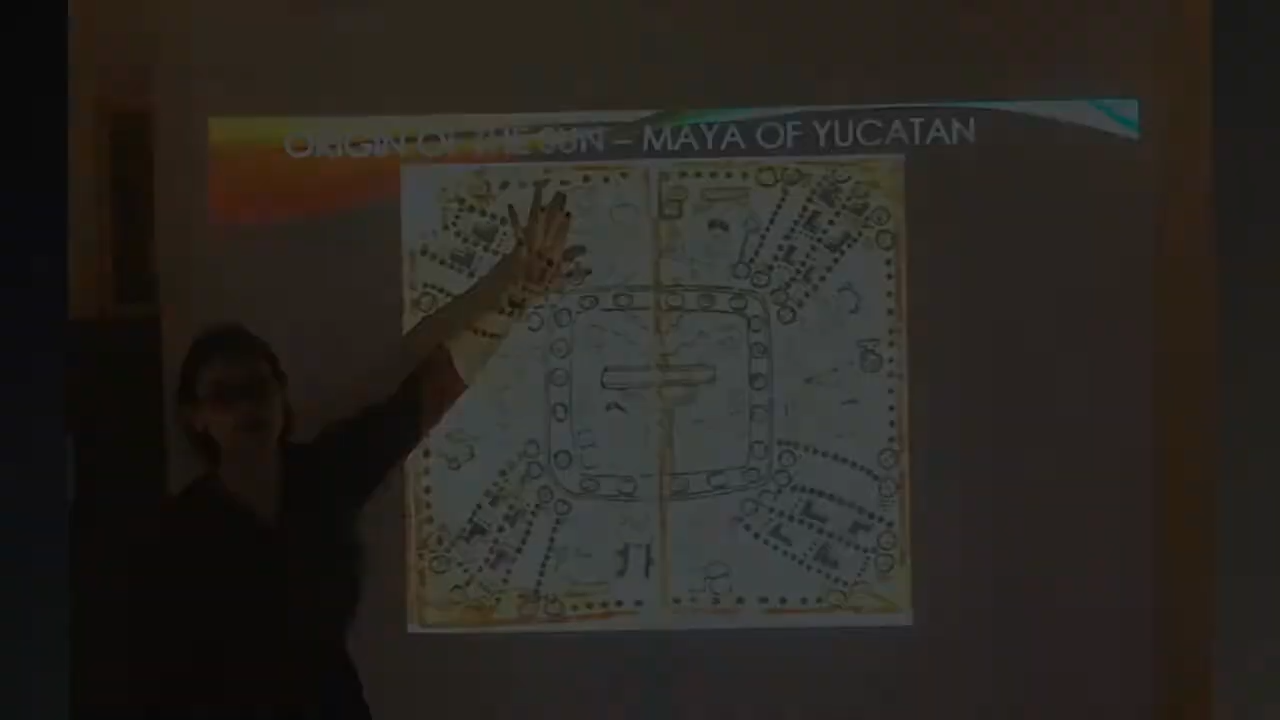 ORIGIN OF THE SUN – MAYA OF YUCATAN